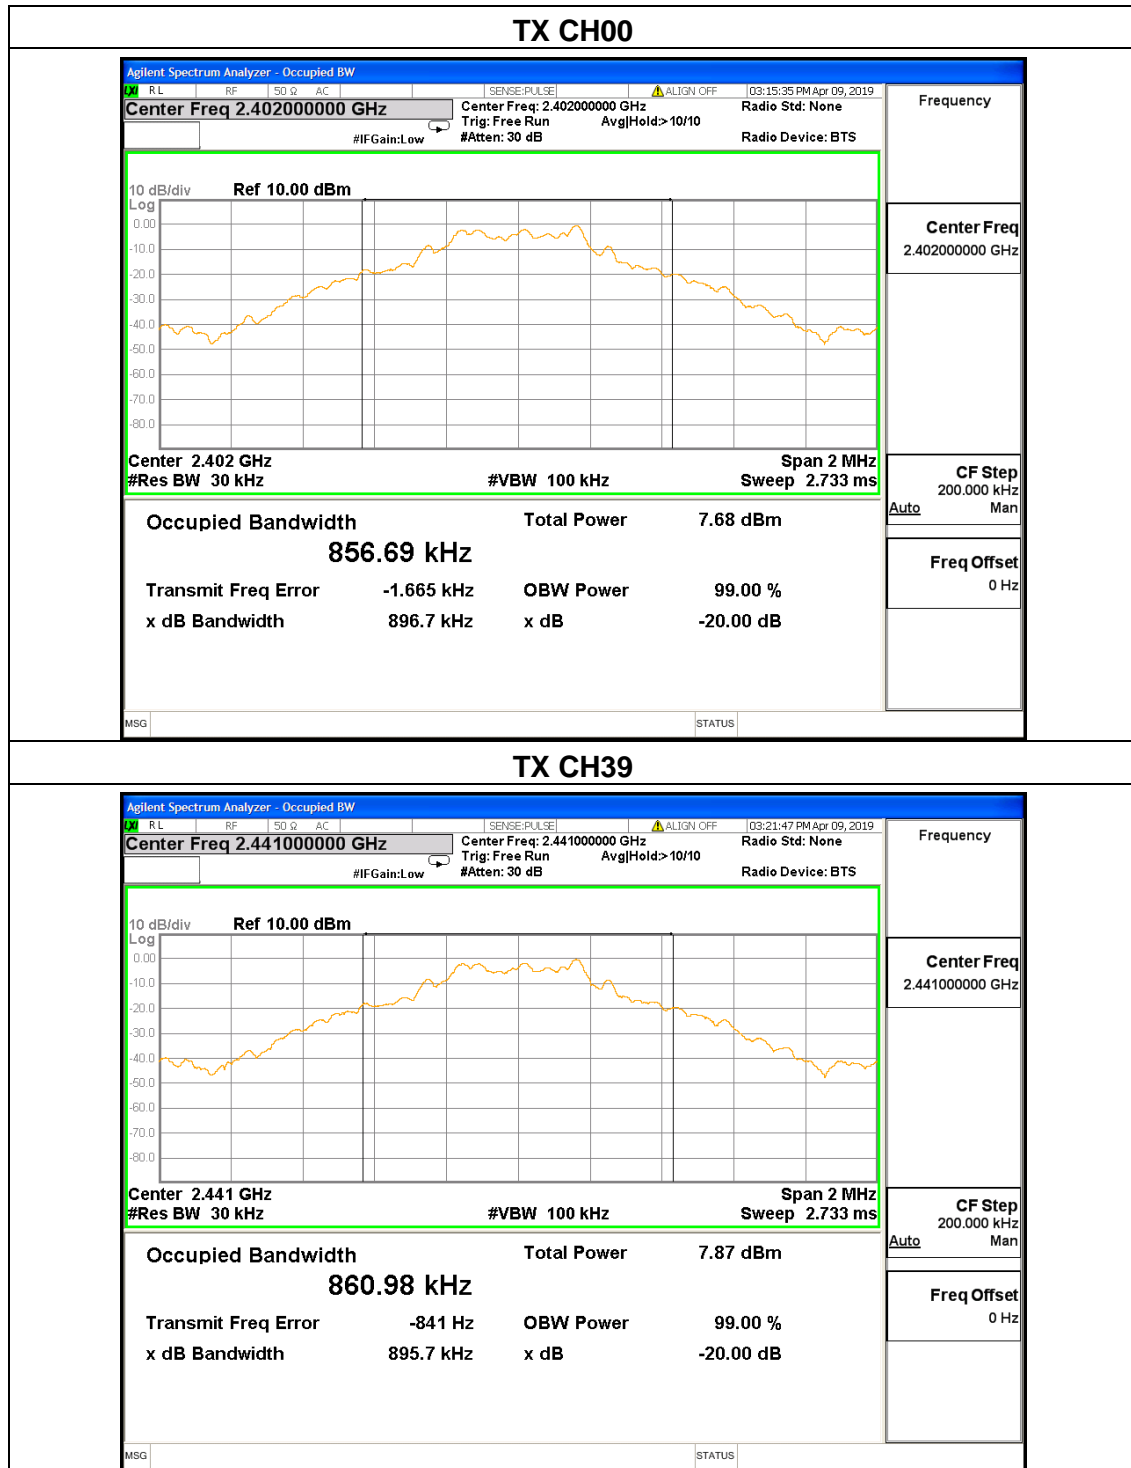 TX CH00
Agilent Spectrum Analyzer - Occupied BW
LXI RL RF 50 Ω AC SENSE:PULSE ALIGN OFF 03:15:35 PM Apr 09, 2019
Center Freq 2.402000000 GHz
Center Freq: 2.402000000 GHz
Radio Std: None
Trig: Free Run Avg|Hold:>10/10
#IFGain:Low #Atten: 30 dB Radio Device: BTS
Frequency
10 dB/div Ref 10.00 dBm
Log
0.00
-10.0
-20.0
-30.0
-40.0
-50.0
-60.0
-70.0
-80.0
Center 2.402 GHz Span 2 MHz
#Res BW 30 kHz #VBW 100 kHz Sweep 2.733 ms
Center Freq
2.402000000 GHz
CF Step
200.000 kHz
Auto Man
Freq Offset
0 Hz
Occupied Bandwidth Total Power 7.68 dBm
856.69 kHz
Transmit Freq Error -1.665 kHz OBW Power 99.00 %
x dB Bandwidth 896.7 kHz x dB -20.00 dB
MSG STATUS
TX CH39
Agilent Spectrum Analyzer - Occupied BW
LXI RL RF 50 Ω AC SENSE:PULSE ALIGN OFF 03:21:47 PM Apr 09, 2019
Center Freq 2.441000000 GHz
Center Freq: 2.441000000 GHz
Radio Std: None
Trig: Free Run Avg|Hold:>10/10
#IFGain:Low #Atten: 30 dB Radio Device: BTS
Frequency
10 dB/div Ref 10.00 dBm
Log
0.00
-10.0
-20.0
-30.0
-40.0
-50.0
-60.0
-70.0
-80.0
Center 2.441 GHz Span 2 MHz
#Res BW 30 kHz #VBW 100 kHz Sweep 2.733 ms
Center Freq
2.441000000 GHz
CF Step
200.000 kHz
Auto Man
Freq Offset
0 Hz
Occupied Bandwidth Total Power 7.87 dBm
860.98 kHz
Transmit Freq Error -841 Hz OBW Power 99.00 %
x dB Bandwidth 895.7 kHz x dB -20.00 dB
MSG STATUS